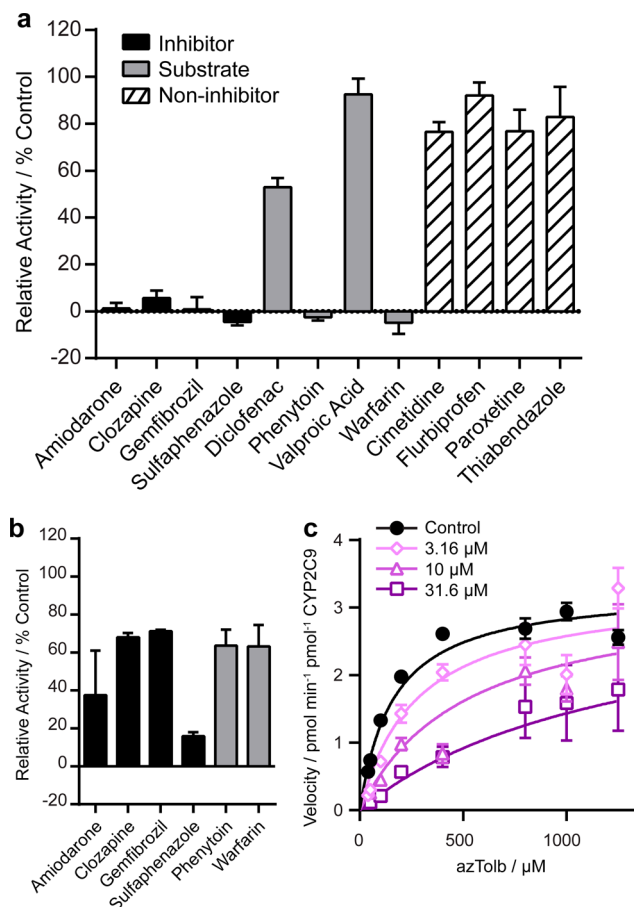 a
120
100
80
60
40
20
0
-20
Relative Activity / % Control
Inhibitor
Substrate
Non-inhibitor
Amiodarone
Clozapine
Gemfibrozil
Sulfaphenazole
Diclofenac
Phenytoin
Valproic Acid
Warfarin
Cimetidine
Flurbiprofen
Paroxetine
Thiabendazole
b
120
100
80
60
40
20
0
-20
Relative Activity / % Control
Amiodarone
Clozapine
Gemfibrozil
Sulfaphenazole
Phenytoin
Warfarin
c
Control
3.16 µM
10 µM
31.6 µM
4
3
2
1
0
Velocity / pmol min⁻¹ pmol⁻¹ CYP2C9
0
500
1000
azTolb / µM